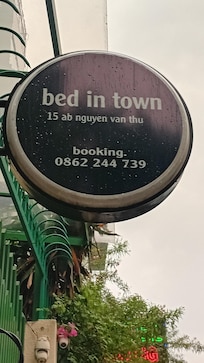 bed in town
15 ab nguyen van thu
booking.
0862 244 739